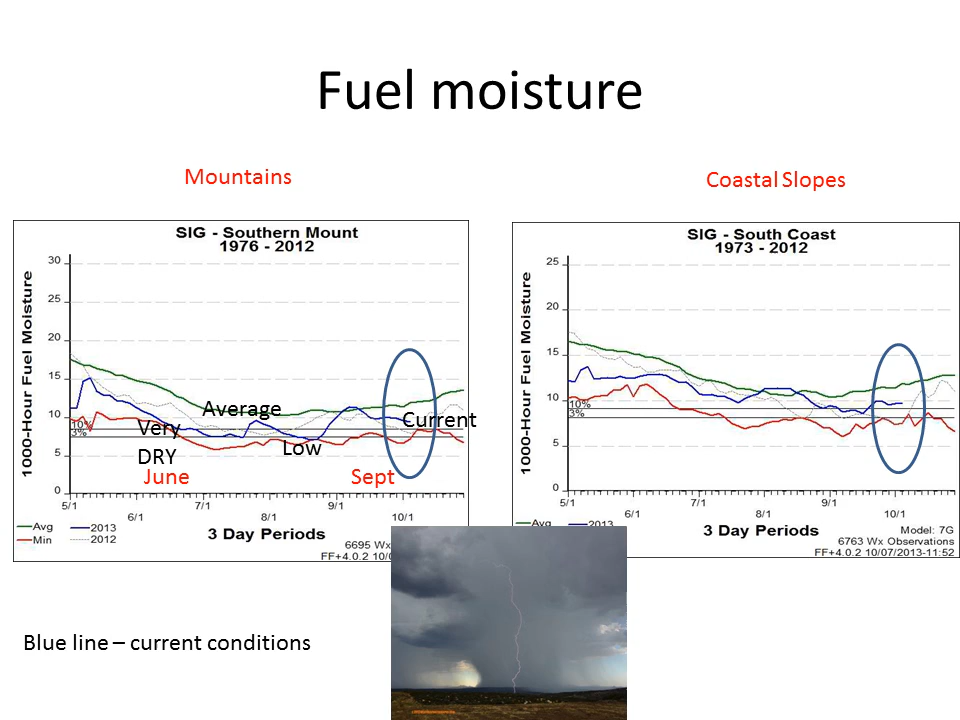 Fuel moisture
Mountains
Coastal Slopes
SIG - Southern Mount
1976 - 2012
1000-Hour Fuel Moisture
30
25
20
15
10
5
0
10%
3%
Average
Very
DRY
Low
Current
June
Sept
5/1
6/1
7/1
8/1
9/1
10/1
3 Day Periods
Avg
Min
2013
2012
6695 Wx
FF+4.0.2 10/0
SIG - South Coast
1973 - 2012
1000-Hour Fuel Moisture
25
20
15
10
5
0
10%
3%
5/1
6/1
7/1
8/1
9/1
10/1
3 Day Periods
Avg
2013
Model: 7G
6763 Wx Observations
FF+4.0.2 10/07/2013-11:52
Blue line – current conditions